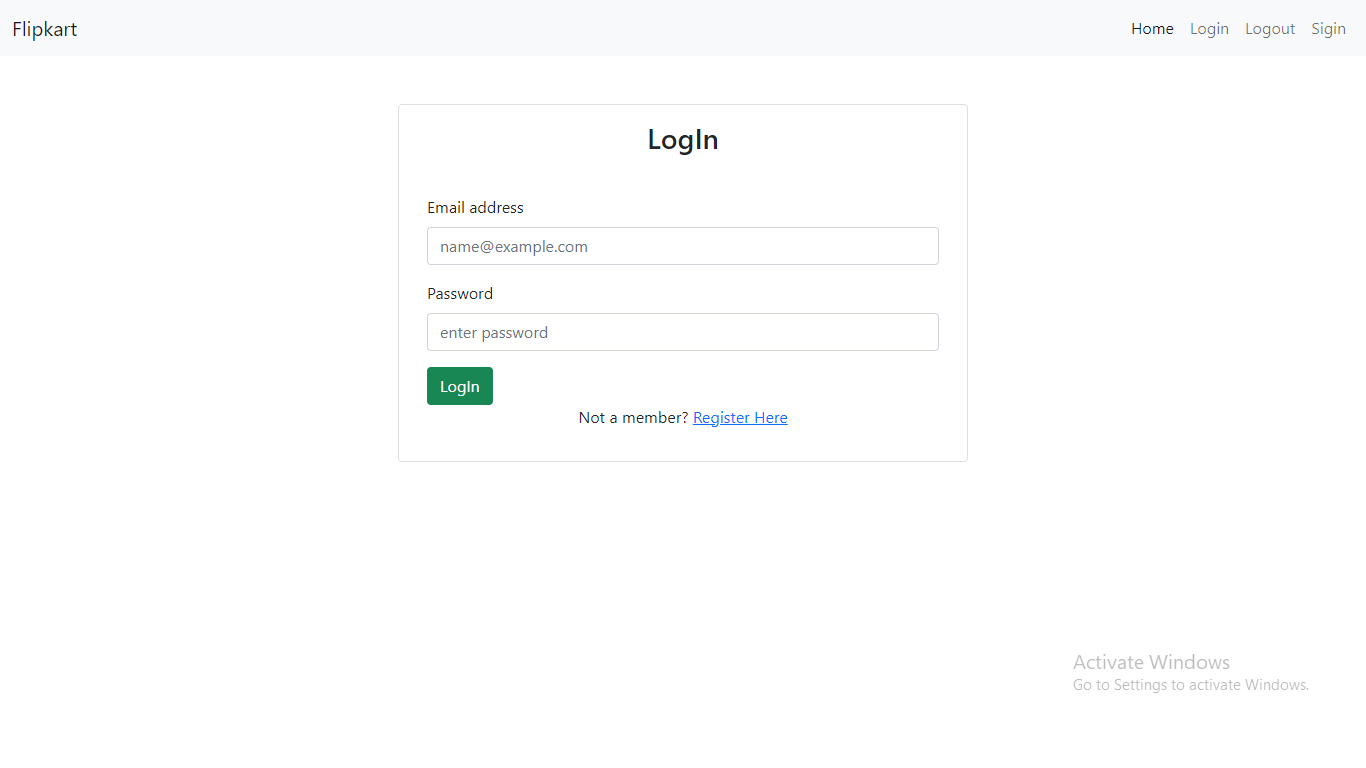 Flipkart
Home Login Logout Sigin
LogIn
Email address
name@example.com
Password
enter password
LogIn
Not a member? Register Here
Activate Windows
Go to Settings to activate Windows.